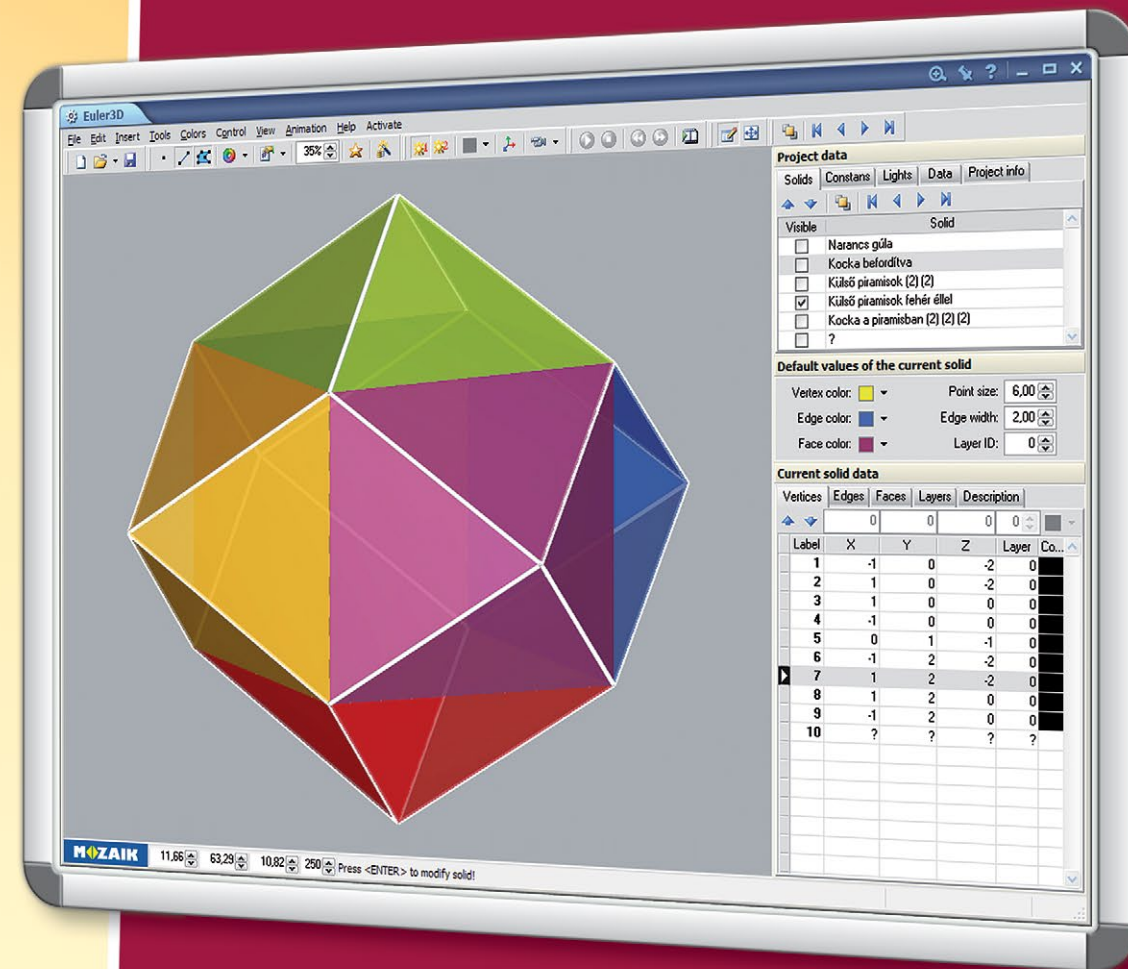 Euler3D
File Edit Insert Tools Colors Control View Animation Help Activate
35%
Project data
Solids Constans Lights Data Project info
Visible Solid
Narancs gúla
Kocka befordítva
Külső piramisok (2) (2)
Külső piramisok fehér éllel
Kocka a piramisban (2) (2) (2)
?
Default values of the current solid
Vertex color: Point size: 6,00
Edge color: Edge width: 2,00
Face color: Layer ID: 0
Current solid data
Vertices Edges Faces Layers Description
0 0 0 0
Label X Y Z Layer Co...
1 -1 0 -2 0
2 1 0 -2 0
3 1 0 0 0
4 -1 0 0 0
5 0 1 -1 0
6 -1 2 -2 0
7 1 2 -2 0
8 1 2 0 0
9 -1 2 0 0
10 ? ? ? ?
MOZAIK 11,66 63,29 10,82 250 Press <ENTER> to modify solid!